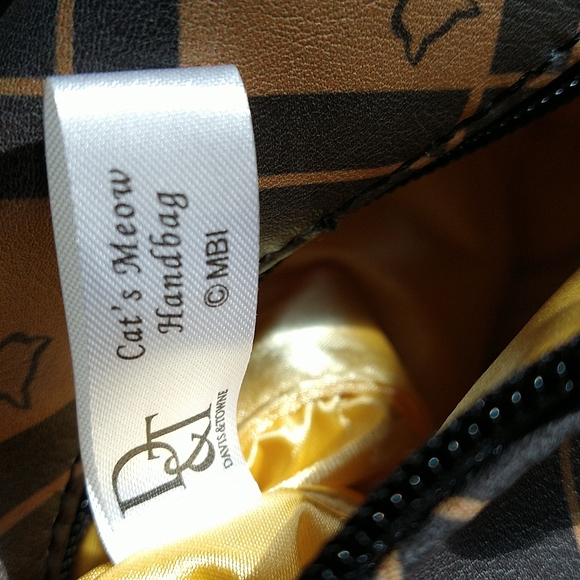 Cat's Meow
Handbag
© MBI
D&T
DAVIS & TOWNE